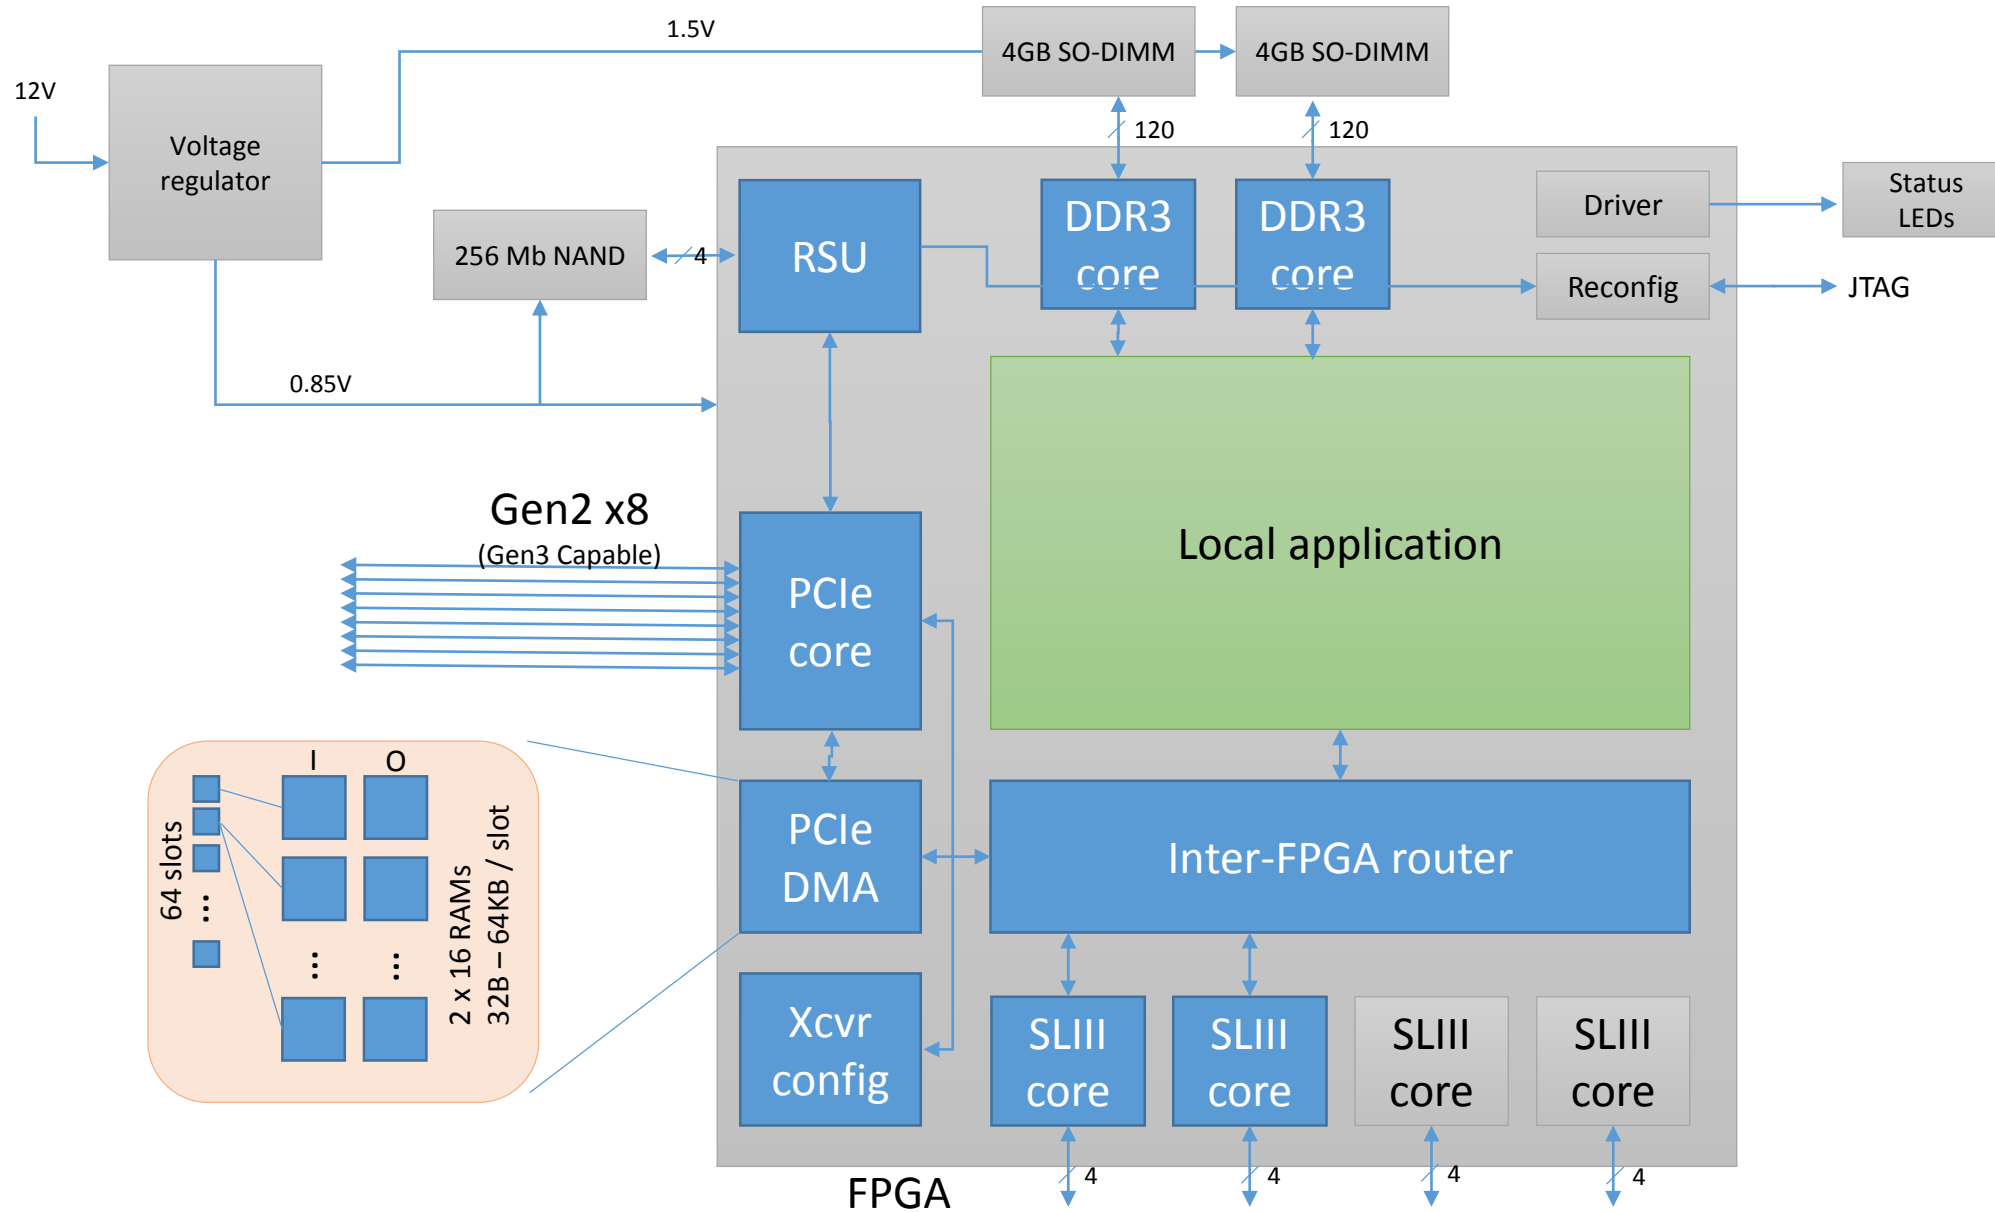 1.5V
4GB SO-DIMM
4GB SO-DIMM
12V
Voltage
regulator
120
120
256 Mb NAND
4
RSU
DDR3
core
DDR3
core
Driver
Status
LEDs
Reconfig
JTAG
0.85V
Gen2 x8
(Gen3 Capable)
PCIe
core
Local application
I
O
64 slots
...
...
...
2 x 16 RAMs
32B – 64KB / slot
PCIe
DMA
Inter-FPGA router
Xcvr
config
SLIII
core
SLIII
core
SLIII
core
SLIII
core
4
4
4
4
FPGA